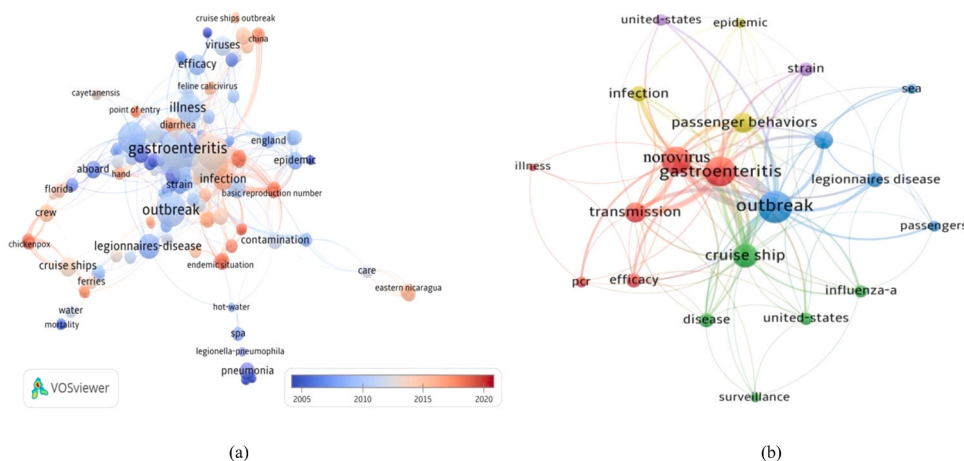 cruise ships outbreak
viruses
china
efficacy
feline calicivirus
cayetanensis
illness
point of entry
diarrhea
gastroenteritis
england
epidemic
aboard
hand
strain
infection
florida
basic reproduction number
crew
outbreak
chickenpox
legionnaires-disease
contamination
cruise ships
endemic situation
ferries
care
eastern nicaragua
water
hot-water
mortality
spa
legionella-pneumophila
pneumonia
VOSviewer
2005 2010 2015 2020
(a)
united-states
epidemic
strain
sea
infection
passenger behaviors
norovirus
illness
gastroenteritis
legionnaires disease
transmission
outbreak
passengers
cruise ship
pcr
efficacy
influenza-a
disease
united-states
surveillance
(b)